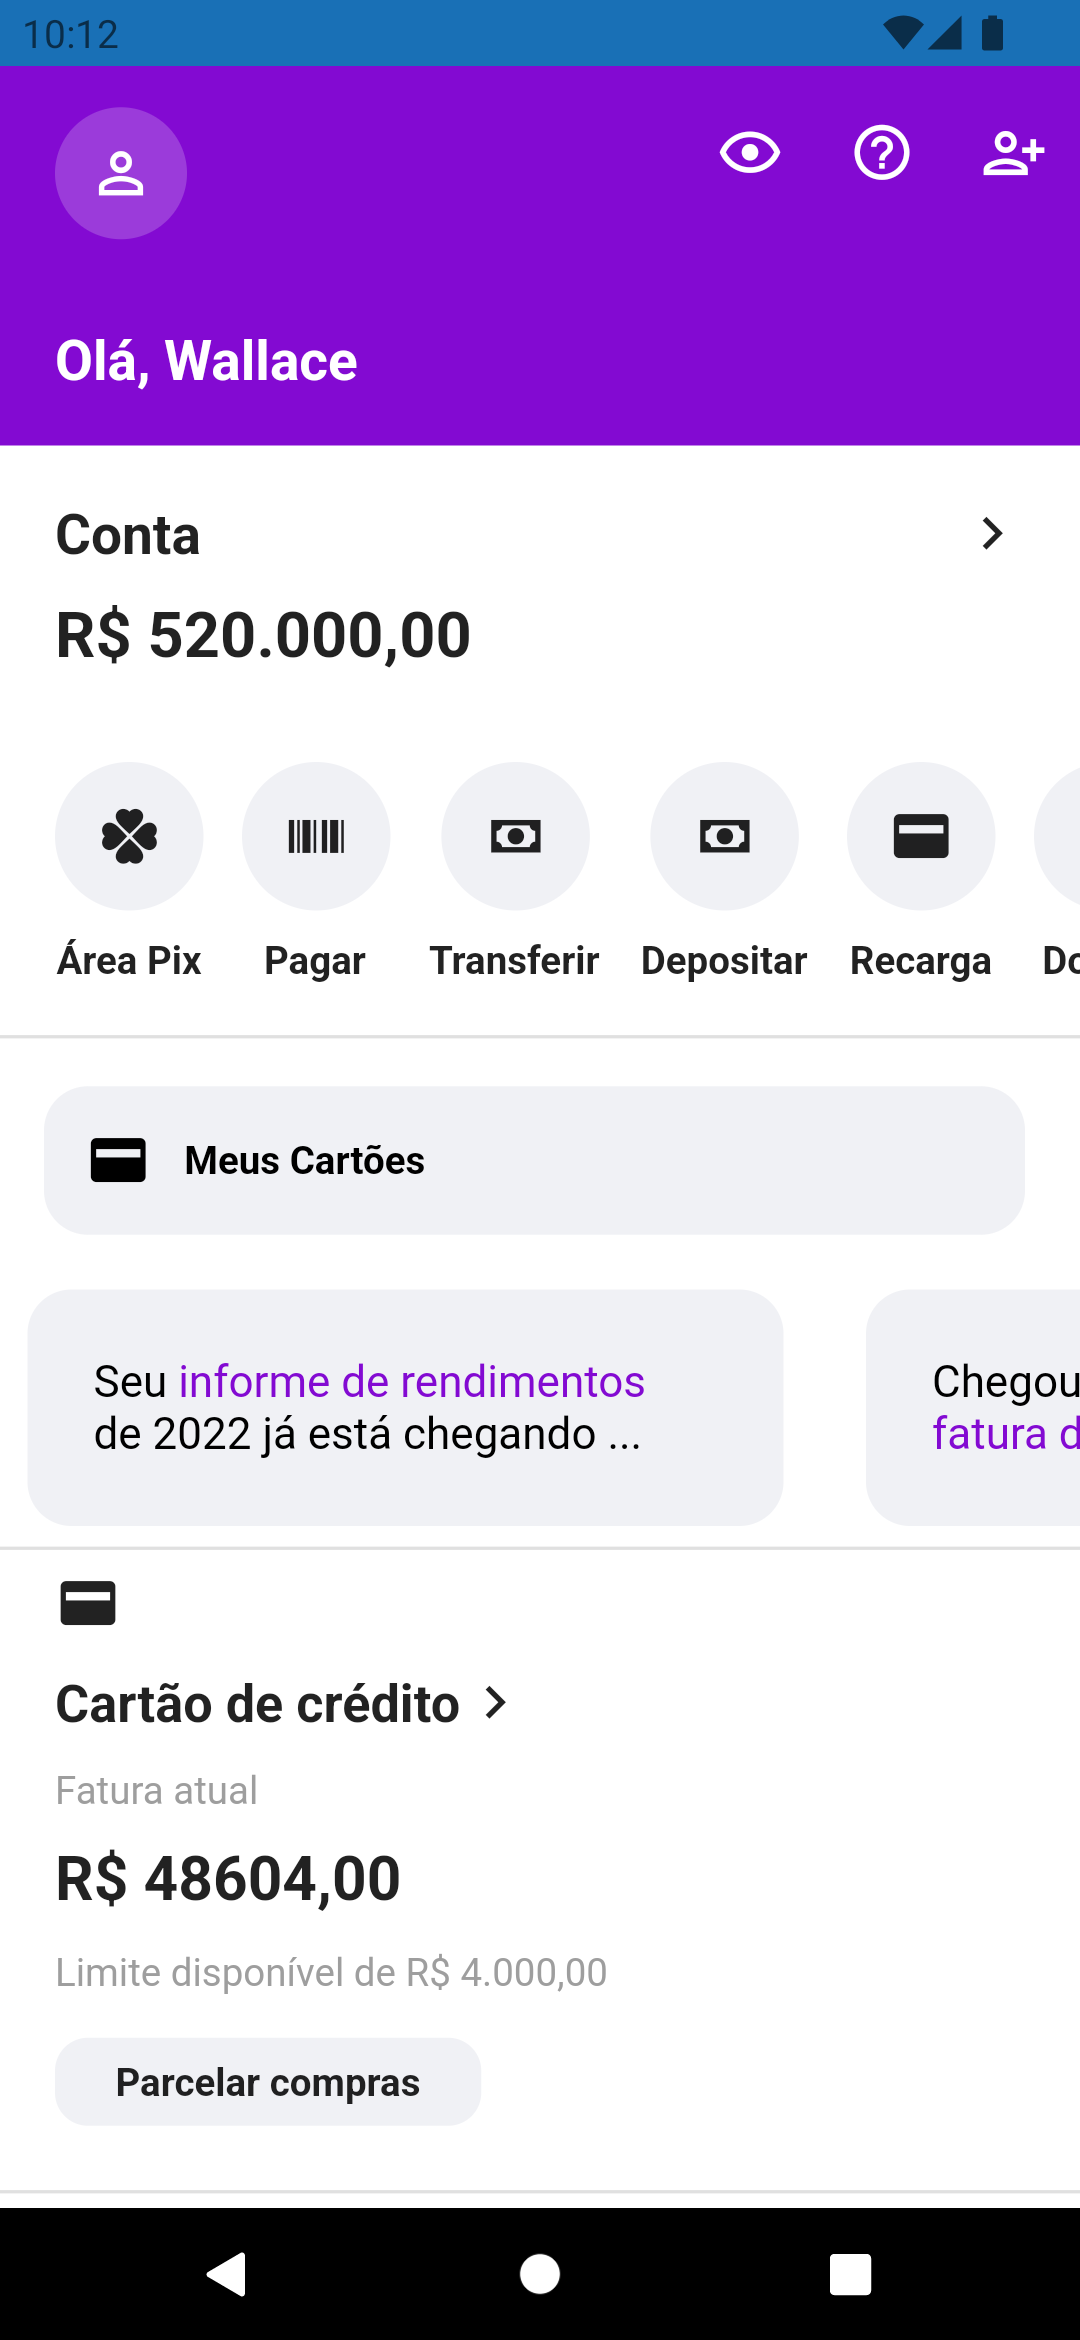 10:12
Olá, Wallace
Conta
R$ 520.000,00
Área Pix Pagar Transferir Depositar Recarga Do
Meus Cartões
Seu informe de rendimentos
de 2022 já está chegando ...
Chegou
fatura d
Cartão de crédito
Fatura atual
R$ 48604,00
Limite disponível de R$ 4.000,00
Parcelar compras